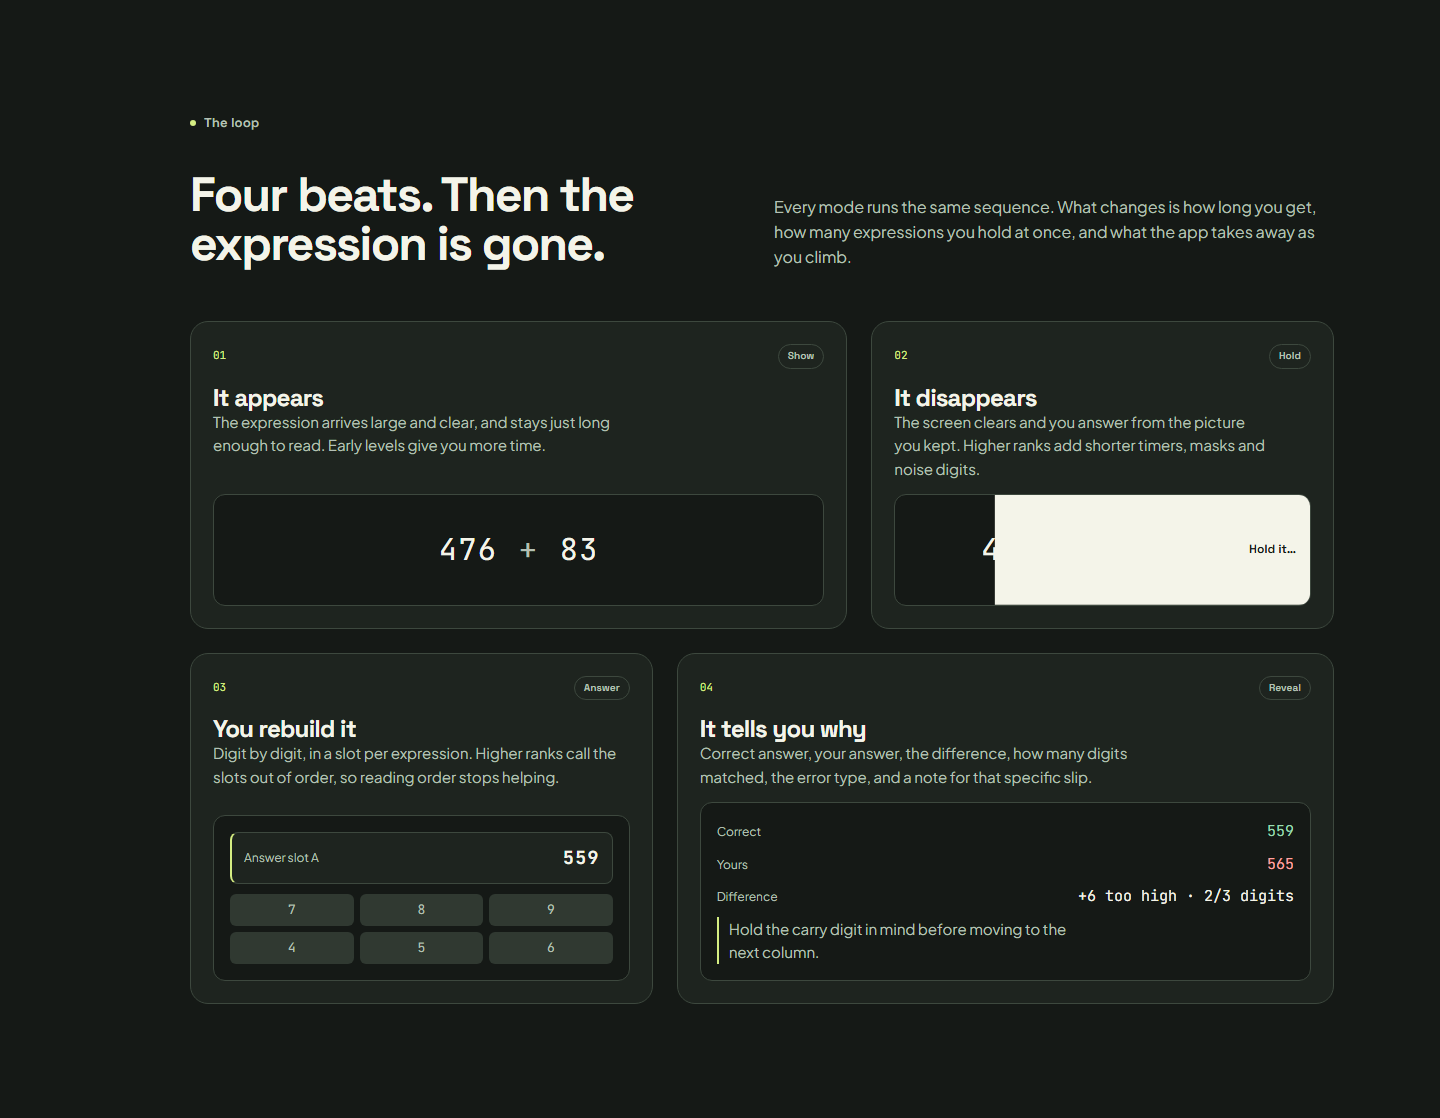 The loop
Four beats. Then the
expression is gone.
Every mode runs the same sequence. What changes is how long you get,
how many expressions you hold at once, and what the app takes away as
you climb.
01
Show
It appears
The expression arrives large and clear, and stays just long
enough to read. Early levels give you more time.
476 + 83
02
Hold
It disappears
The screen clears and you answer from the picture
you kept. Higher ranks add shorter timers, masks and
noise digits.
4
Hold it...
03
Answer
You rebuild it
Digit by digit, in a slot per expression. Higher ranks call the
slots out of order, so reading order stops helping.
Answer slot A 559
7 8 9
4 5 6
04
Reveal
It tells you why
Correct answer, your answer, the difference, how many digits
matched, the error type, and a note for that specific slip.
Correct 559
Yours 565
Difference +6 too high · 2/3 digits
Hold the carry digit in mind before moving to the
next column.